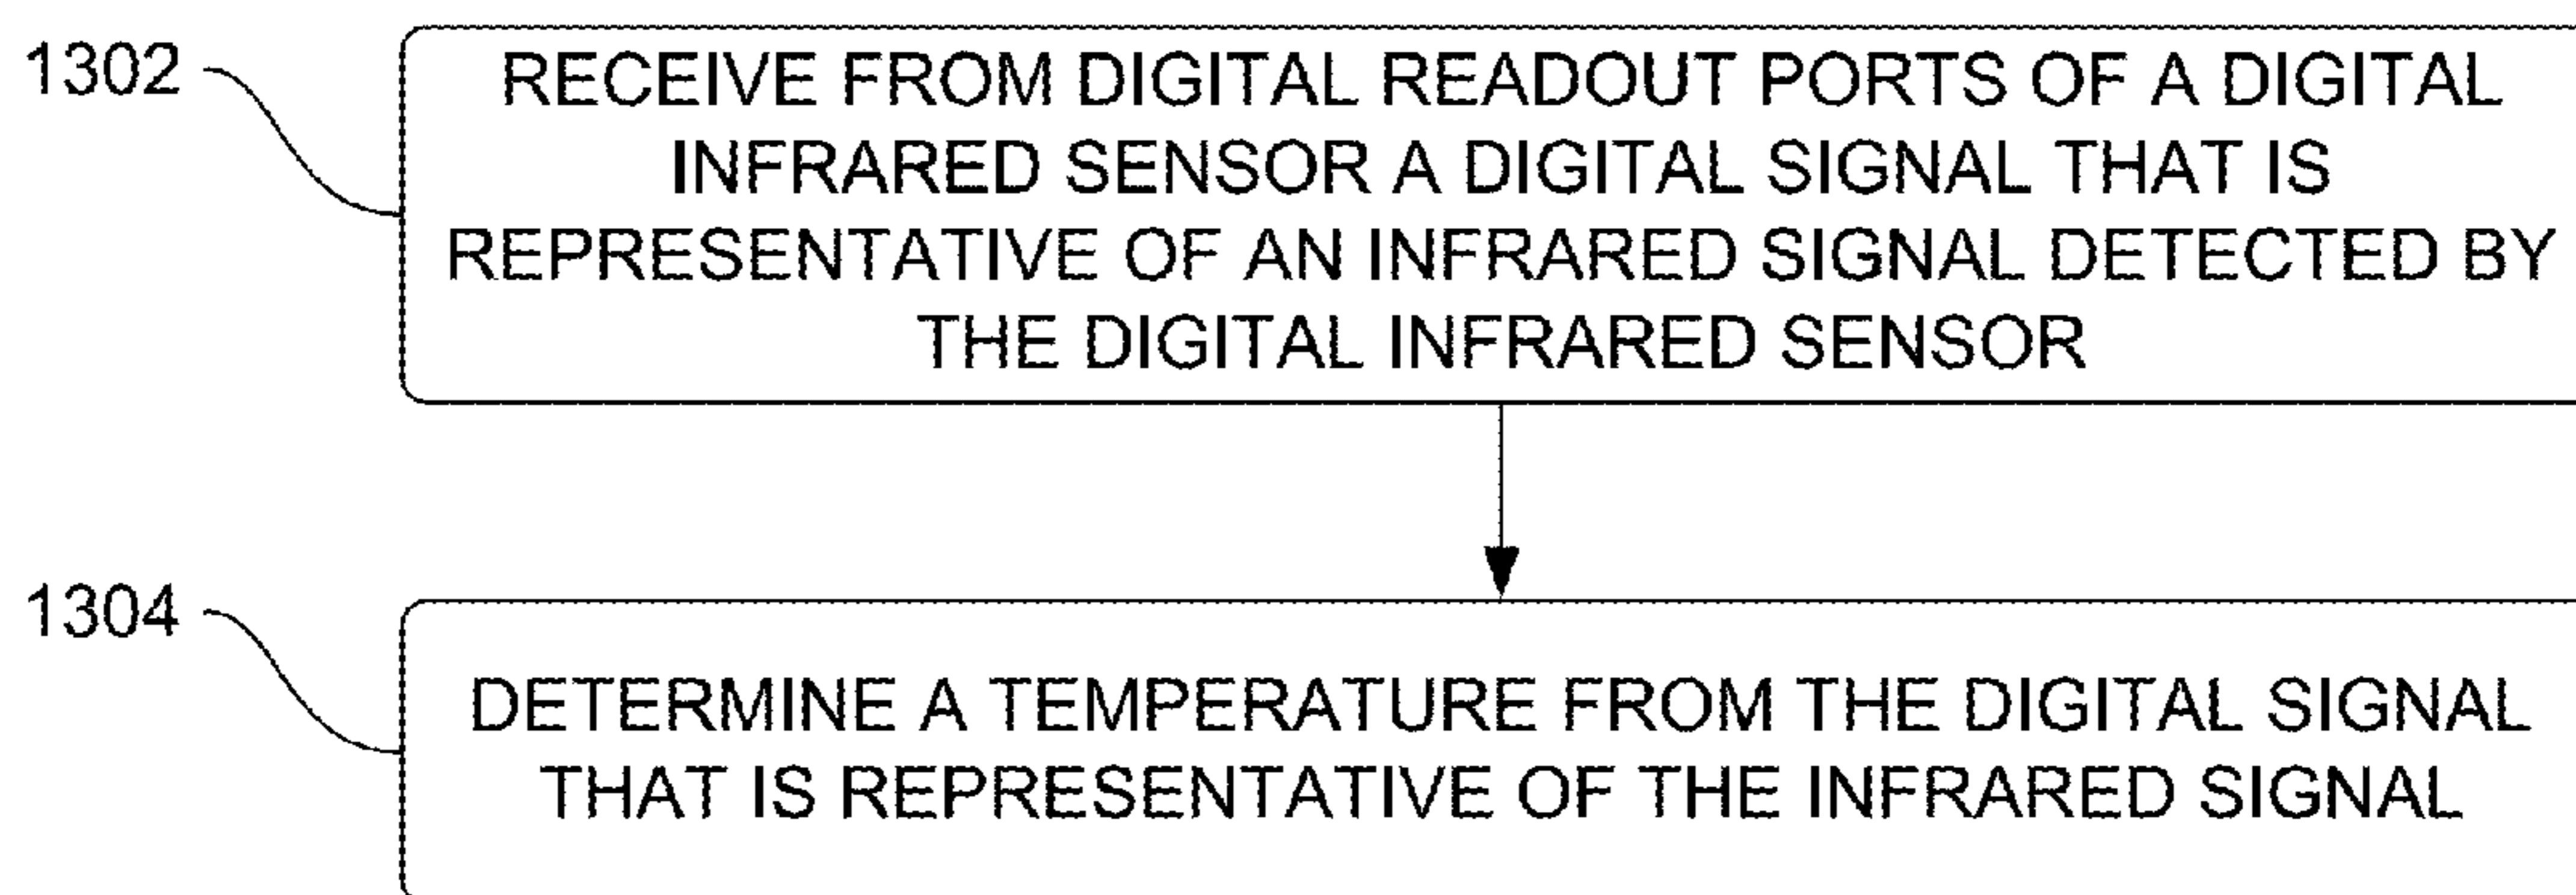 1302
RECEIVE FROM DIGITAL READOUT PORTS OF A DIGITAL
INFRARED SENSOR A DIGITAL SIGNAL THAT IS
REPRESENTATIVE OF AN INFRARED SIGNAL DETECTED BY
THE DIGITAL INFRARED SENSOR
1304
DETERMINE A TEMPERATURE FROM THE DIGITAL SIGNAL
THAT IS REPRESENTATIVE OF THE INFRARED SIGNAL